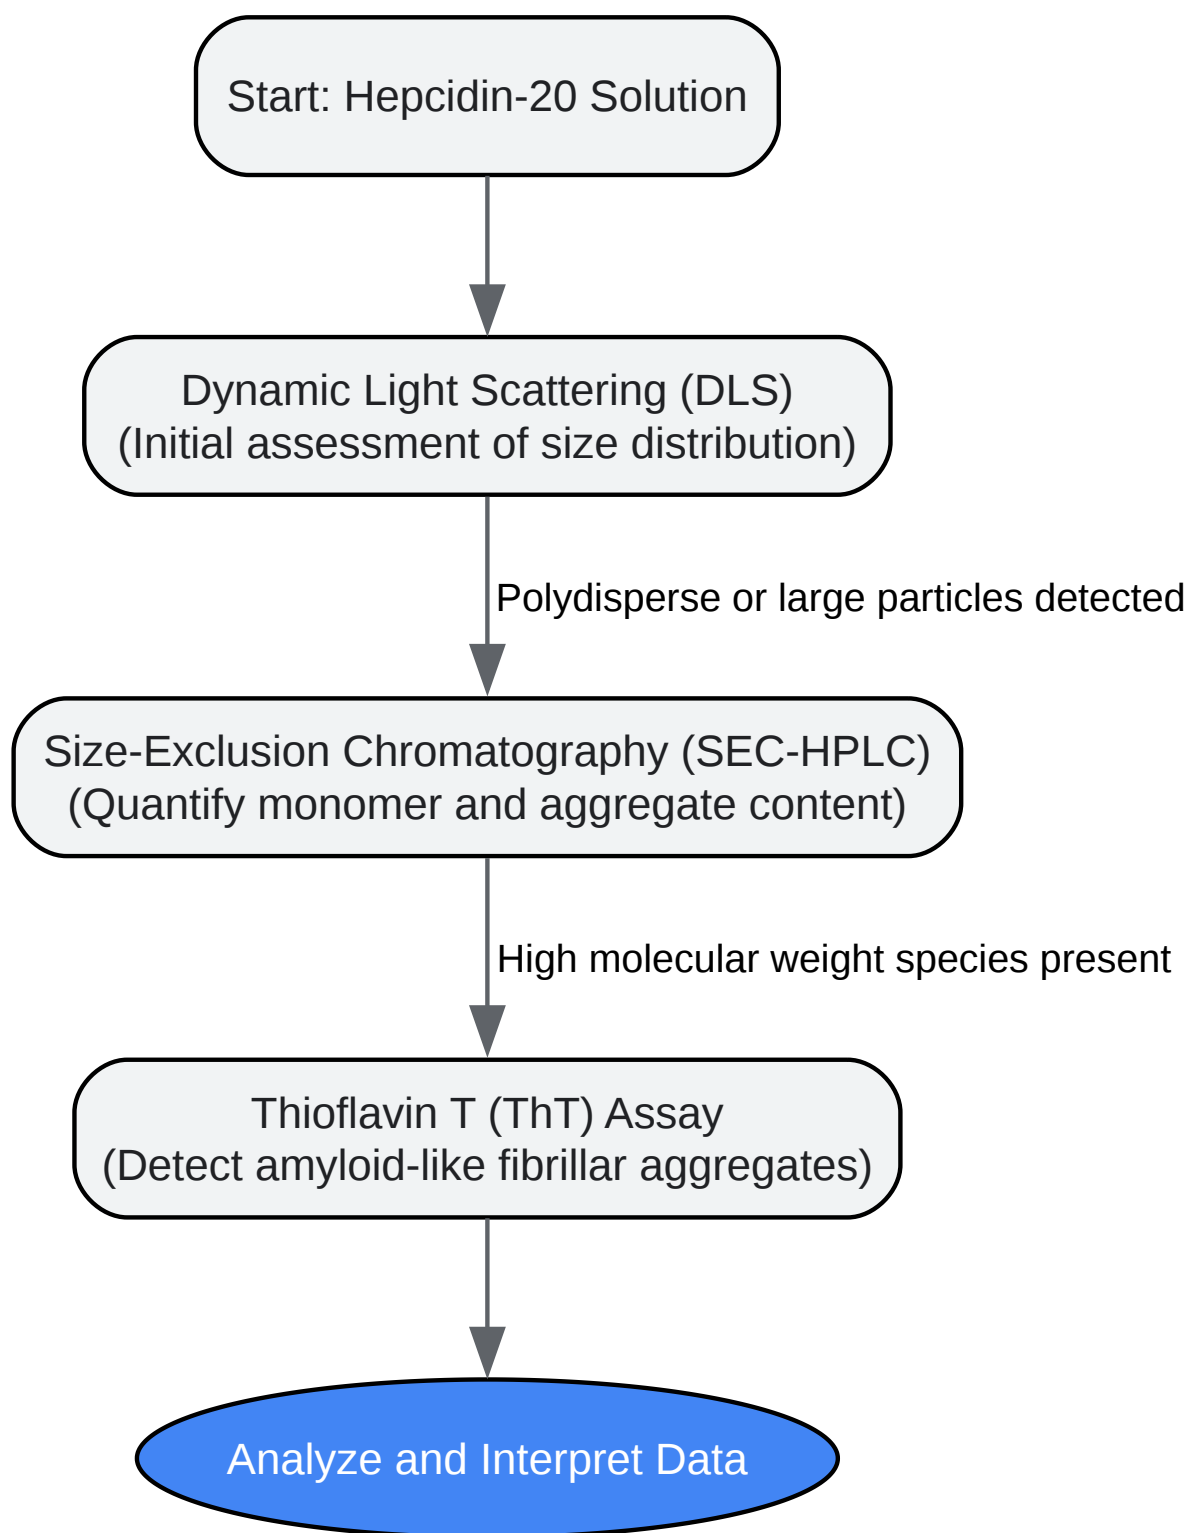 Start: Hepcidin-20 Solution
Dynamic Light Scattering (DLS)
(Initial assessment of size distribution)
Polydisperse or large particles detected
Size-Exclusion Chromatography (SEC-HPLC)
(Quantify monomer and aggregate content)
High molecular weight species present
Thioflavin T (ThT) Assay
(Detect amyloid-like fibrillar aggregates)
Analyze and Interpret Data